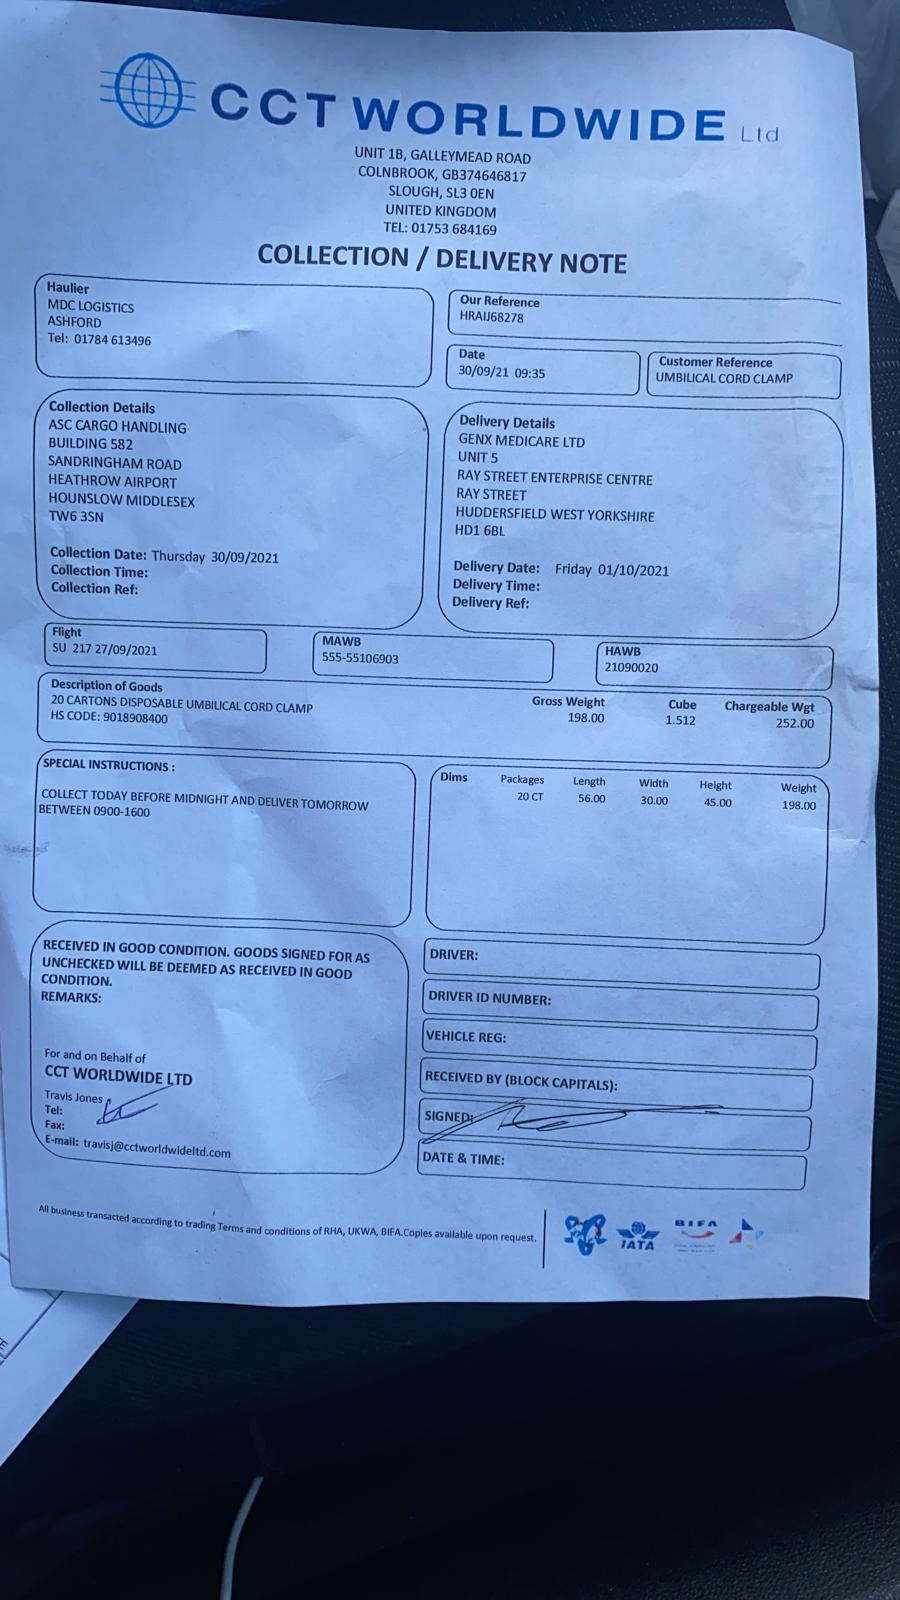 CCT WORLDWIDE Ltd
UNIT 1B, GALLEYMEAD ROAD
COLNBROOK, GB374646817
SLOUGH, SL3 0EN
UNITED KINGDOM
TEL: 01753 684169
COLLECTION / DELIVERY NOTE
Haulier
MDC LOGISTICS
ASHFORD
Tel: 01784 613496
Our Reference
HRAIJ68278
Date
30/09/21 09:35
Customer Reference
UMBILICAL CORD CLAMP
Collection Details
ASC CARGO HANDLING
BUILDING 582
SANDRINGHAM ROAD
HEATHROW AIRPORT
HOUNSLOW MIDDLESEX
TW6 3SN
Collection Date: Thursday 30/09/2021
Collection Time:
Collection Ref:
Delivery Details
GENX MEDICARE LTD
UNIT 5
RAY STREET ENTERPRISE CENTRE
RAY STREET
HUDDERSFIELD WEST YORKSHIRE
HD1 6BL
Delivery Date: Friday 01/10/2021
Delivery Time:
Delivery Ref:
Flight
SU 217 27/09/2021
MAWB
555-55106903
HAWB
21090020
Description of Goods Gross Weight Cube Chargeable Wgt
20 CARTONS DISPOSABLE UMBILICAL CORD CLAMP 198.00 1.512 252.00
HS CODE: 9018908400
SPECIAL INSTRUCTIONS :
COLLECT TODAY BEFORE MIDNIGHT AND DELIVER TOMORROW
BETWEEN 0900-1600
Dims Packages Length Width Height Weight
20 CT 56.00 30.00 45.00 198.00
RECEIVED IN GOOD CONDITION. GOODS SIGNED FOR AS
UNCHECKED WILL BE DEEMED AS RECEIVED IN GOOD
CONDITION.
REMARKS:
For and on Behalf of
CCT WORLDWIDE LTD
Travis Jones
Tel:
Fax:
E-mail: travisj@cctworldwideltd.com
DRIVER:
DRIVER ID NUMBER:
VEHICLE REG:
RECEIVED BY (BLOCK CAPITALS):
SIGNED:
DATE & TIME:
All business transacted according to trading Terms and conditions of RHA, UKWA, BIFA.Copies available upon request.
IATA
BIFA